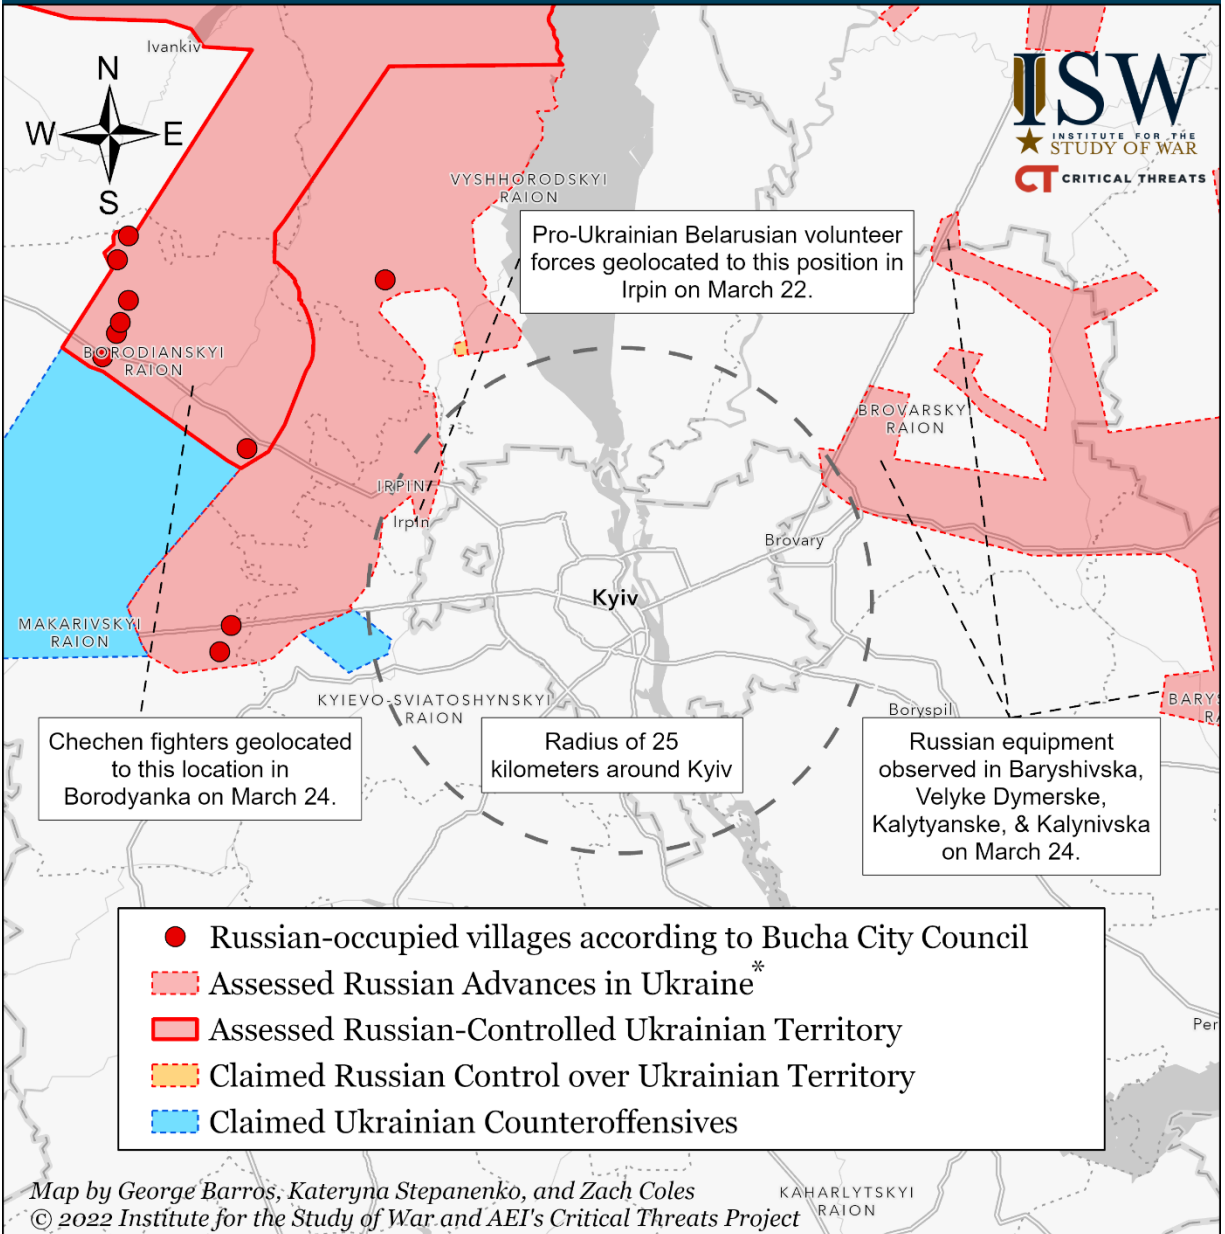 Ivankiv
N
W
E
S
ISW
INSTITUTE FOR THE
STUDY OF WAR
CT CRITICAL THREATS
VYSHHORODSKYI
RAION
Pro-Ukrainian Belarusian volunteer
forces geolocated to this position in
Irpin on March 22.
BORODIANSKYI
RAION
BROVARSKYI
RAION
IRPIN
Irpin
Brovary
Kyiv
MAKARIVSKYI
RAION
KYIEVO-SVIATOSHYNSKYI
RAION
Boryspil
BARYS
RA
Chechen fighters geolocated
to this location in
Borodyanka on March 24.
Radius of 25
kilometers around Kyiv
Russian equipment
observed in Baryshivska,
Velyke Dymerske,
Kalytyanske, & Kalynivska
on March 24.
Russian-occupied villages according to Bucha City Council
Assessed Russian Advances in Ukraine*
Assessed Russian-Controlled Ukrainian Territory
Claimed Russian Control over Ukrainian Territory
Claimed Ukrainian Counteroffensives
Per
KAHARLYTSKYI
RAION
Map by George Barros, Kateryna Stepanenko, and Zach Coles
© 2022 Institute for the Study of War and AEI's Critical Threats Project